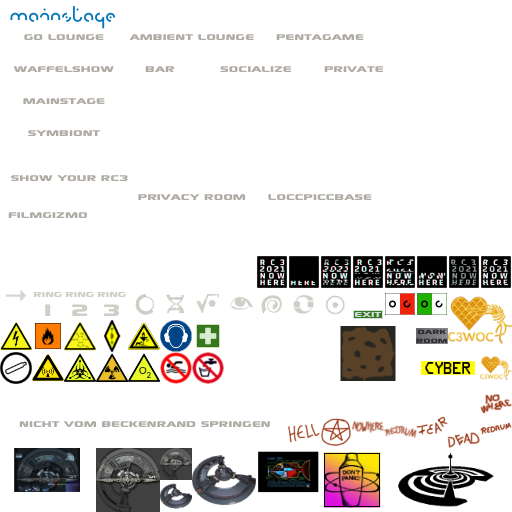 mainstage
GO LOUNGE AMBIENT LOUNGE PENTAGAME
WAFFELSHOW BAR SOCIALIZE PRIVATE
MAINSTAGE
SYMBIONT
SHOW YOUR RC3
PRIVACY ROOM LOCCPICCBASE
FILMGIZMO
RC3
2021
NOW
HERE
HERE
RC3
2021
NOW
HERE
RC3
2021
NOW
HERE
RC3
2021
NOW
HERE
NOW
HERE
RC3
2021
NOW
HERE
RC3
2021
NOW
HERE
RING RING RING
1 2 3
EXIT
DARK
ROOM
C3WOC
O2
CYBER
C3WOC
NO
WHERE
NICHT VOM BECKENRAND SPRINGEN
HELL NOWHERE REDRUM FEAR DEAD REDRUM
DON'T
PANIC